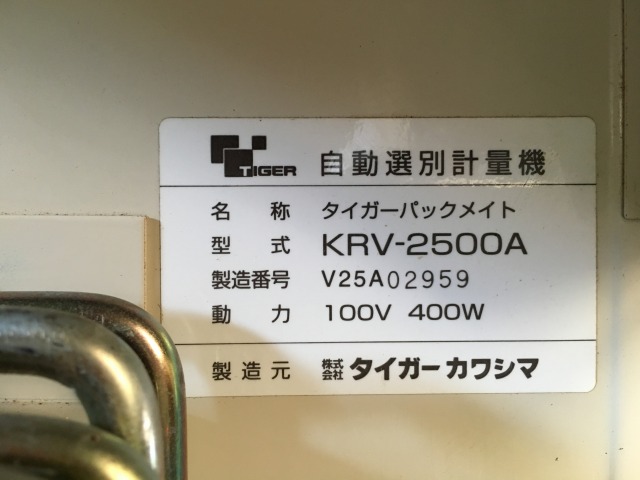 TIGER 自動選別計量機
名称 タイガーパックメイト
型式 KRV-2500A
製造番号 V25A02959
動力 100V 400W
製造元 株式会社 タイガーカワシマ